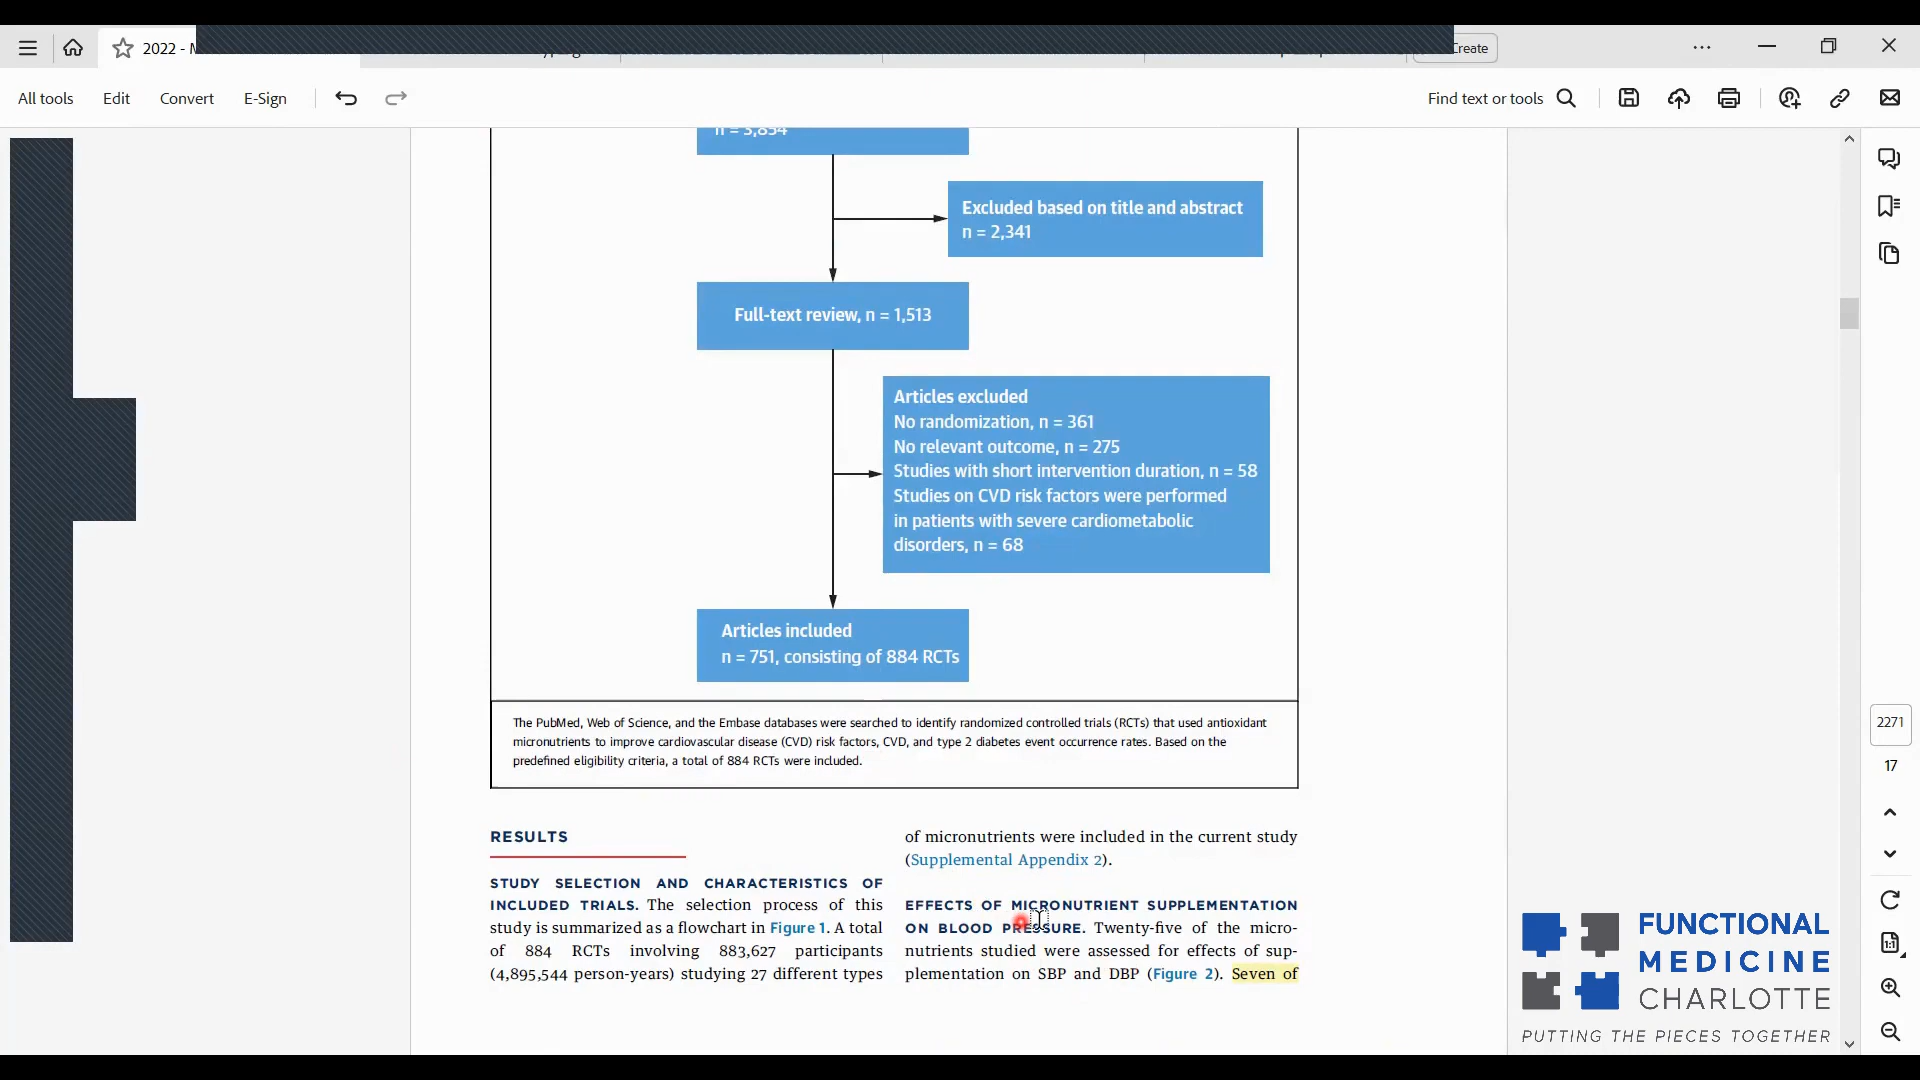 2022 -
Create
All tools
Edit
Convert
E-Sign
Find text or tools
n = 3,854
Excluded based on title and abstract
n = 2,341
Full-text review, n = 1,513
Articles excluded
No randomization, n = 361
No relevant outcome, n = 275
Studies with short intervention duration, n = 58
Studies on CVD risk factors were performed
in patients with severe cardiometabolic
disorders, n = 68
Articles included
n = 751, consisting of 884 RCTs
The PubMed, Web of Science, and the Embase databases were searched to identify randomized controlled trials (RCTs) that used antioxidant
micronutrients to improve cardiovascular disease (CVD) risk factors, CVD, and type 2 diabetes event occurrence rates. Based on the
predefined eligibility criteria, a total of 884 RCTs were included.
RESULTS
STUDY SELECTION AND CHARACTERISTICS OF
INCLUDED TRIALS. The selection process of this
study is summarized as a flowchart in Figure 1. A total
of 884 RCTs involving 883,627 participants
(4,895,544 person-years) studying 27 different types
of micronutrients were included in the current study
(Supplemental Appendix 2).
EFFECTS OF MICRONUTRIENT SUPPLEMENTATION
ON BLOOD PRESSURE. Twenty-five of the micro-
nutrients studied were assessed for effects of sup-
plementation on SBP and DBP (Figure 2). Seven of
2271
17
1:1
FUNCTIONAL
MEDICINE
CHARLOTTE
PUTTING THE PIECES TOGETHER